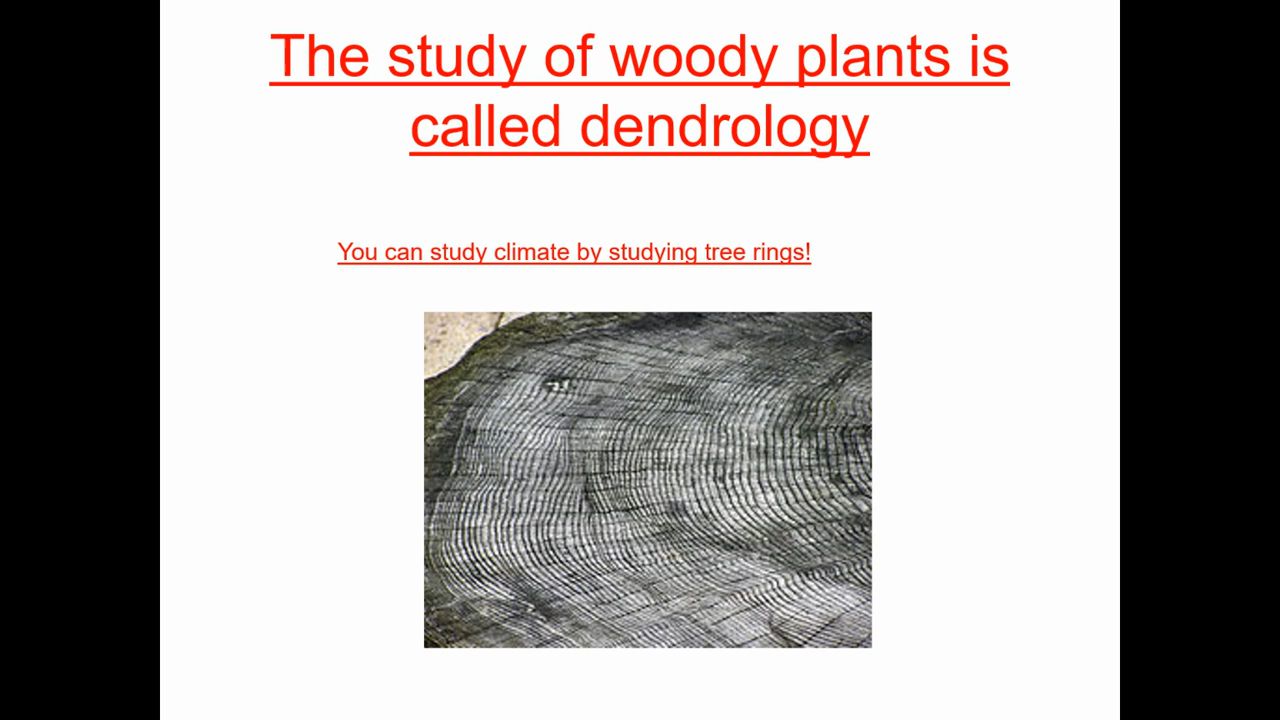 The study of woody plants is
called dendrology
You can study climate by studying tree rings!